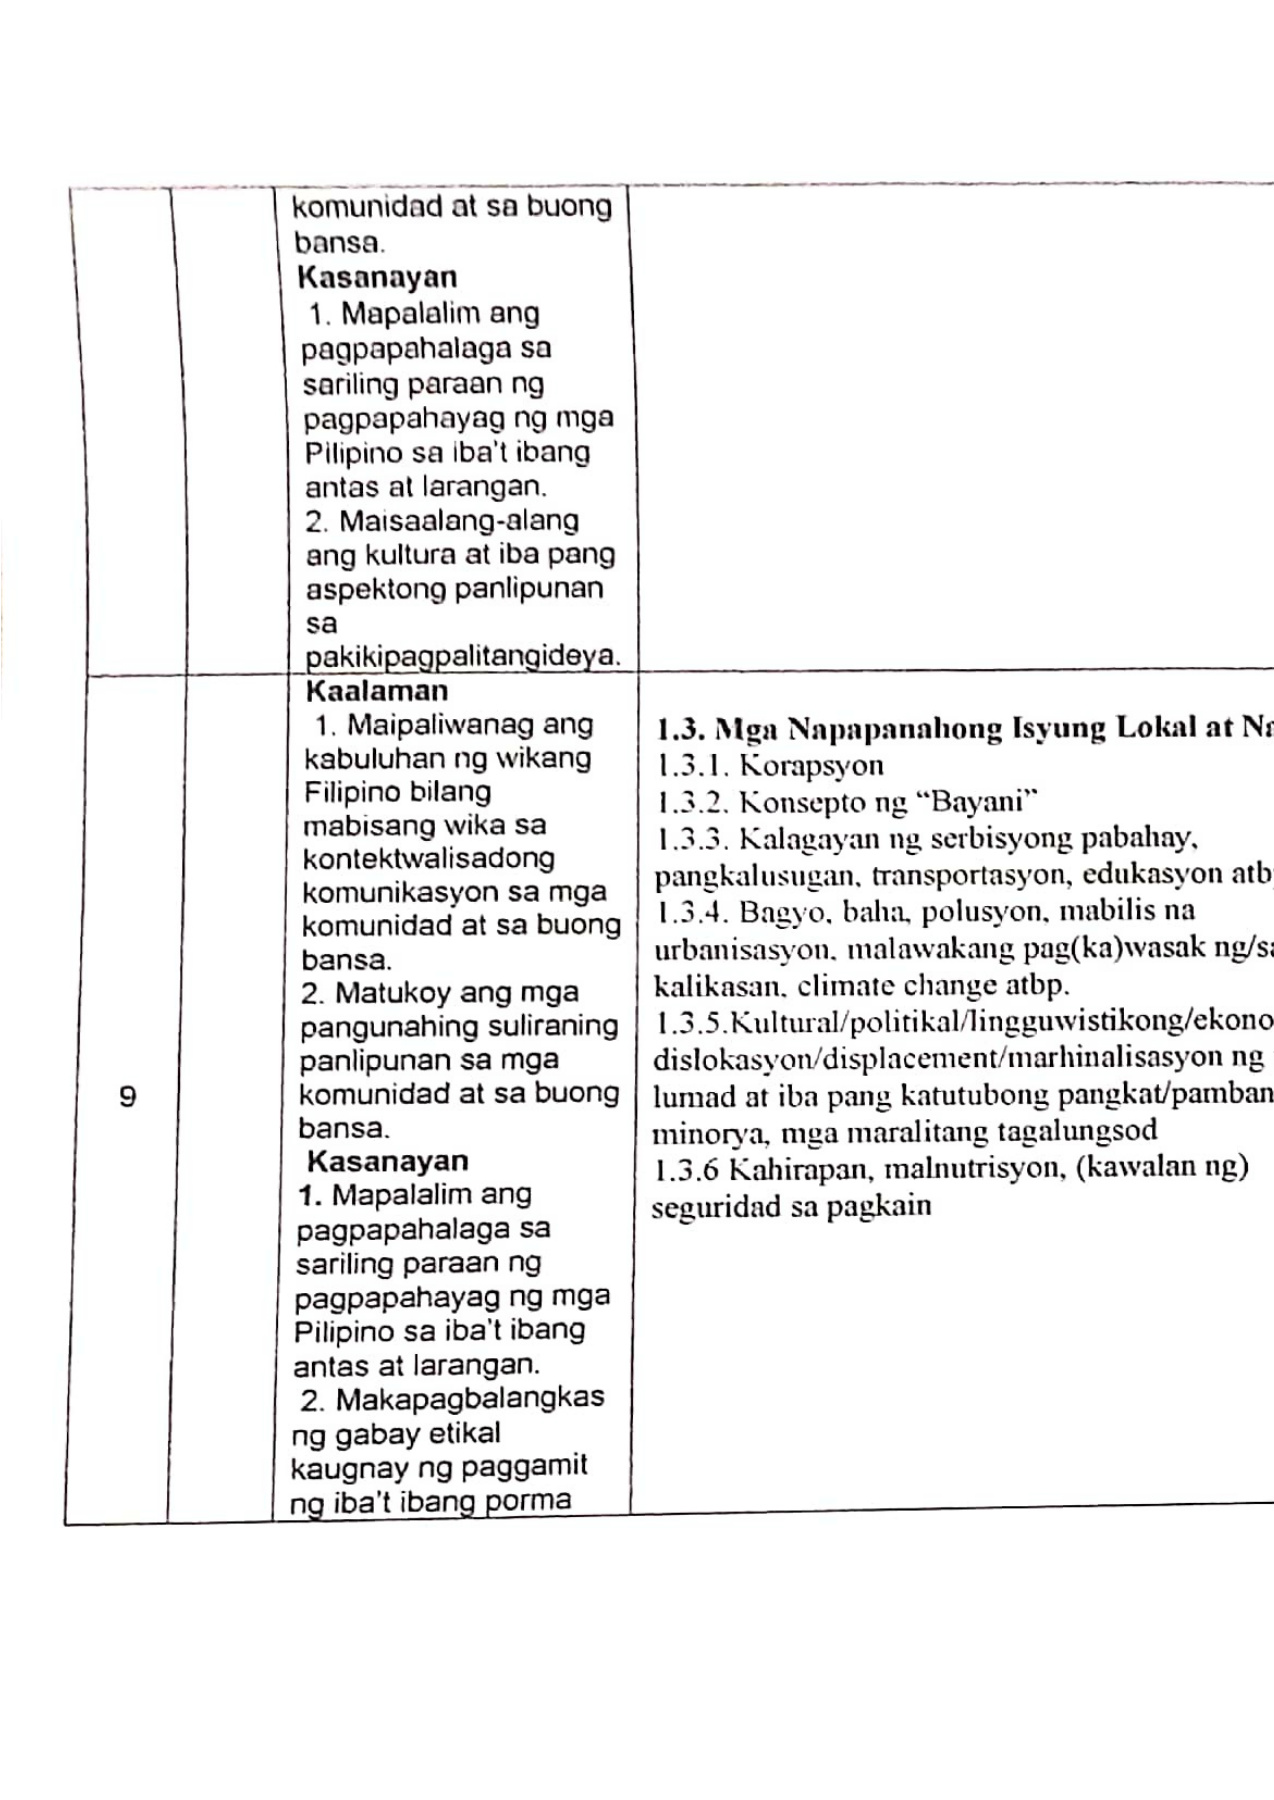 komunidad at sa buong
bansa.
Kasanayan
1. Mapalalim ang
pagpapahalaga sa
sariling paraan ng
pagpapahayag ng mga
Pilipino sa iba't ibang
antas at larangan.
2. Maisaalang-alang
ang kultura at iba pang
aspektong panlipunan
sa
pakikipagpalitangideya.
9
Kaalaman
1. Maipaliwanag ang
kabuluhan ng wikang
Filipino bilang
mabisang wika sa
kontektwalisadong
komunikasyon sa mga
komunidad at sa buong
bansa.
2. Matukoy ang mga
pangunahing suliraning
panlipunan sa mga
komunidad at sa buong
bansa.
Kasanayan
1. Mapalalim ang
pagpapahalaga sa
sariling paraan ng
pagpapahayag ng mga
Pilipino sa iba't ibang
antas at larangan.
2. Makapagbalangkas
ng gabay etikal
kaugnay ng paggamit
ng iba't ibang porma
1.3. Mga Napapanahong Isyung Lokal at Na
1.3.1. Korapsyon
1.3.2. Konsepto ng “Bayani”
1.3.3. Kalagayan ng serbisyong pabahay,
pangkalusugan, transportasyon, edukasyon atb
1.3.4. Bagyo, baha, polusyon, mabilis na
urbanisasyon, malawakang pag(ka)wasak ng/sa
kalikasan, climate change atbp.
1.3.5.Kultural/politikal/lingguwistikong/ekono
dislokasyon/displacement/marhinalisasyon ng
lumad at iba pang katutubong pangkat/pamban
minorya, mga maralitang tagalungsod
1.3.6 Kahirapan, malnutrisyon, (kawalan ng)
seguridad sa pagkain